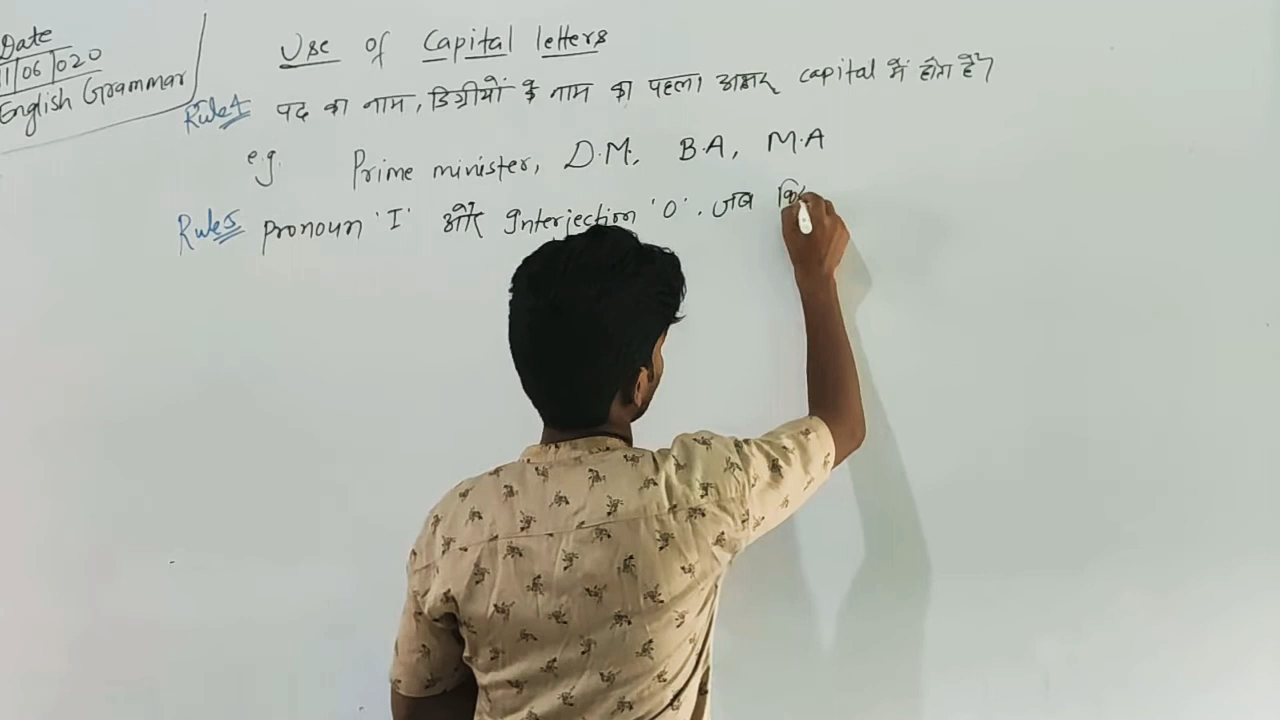 Date
11/06/020
English Grammar
Use of Capital letters
Rule 4 पद का नाम, डिग्रीयों के नाम का पहला अक्षर capital में होता है?
e.g. Prime minister, D.M., B.A, M.A
Rule 5 pronoun 'I' और Interjection 'O'. जब